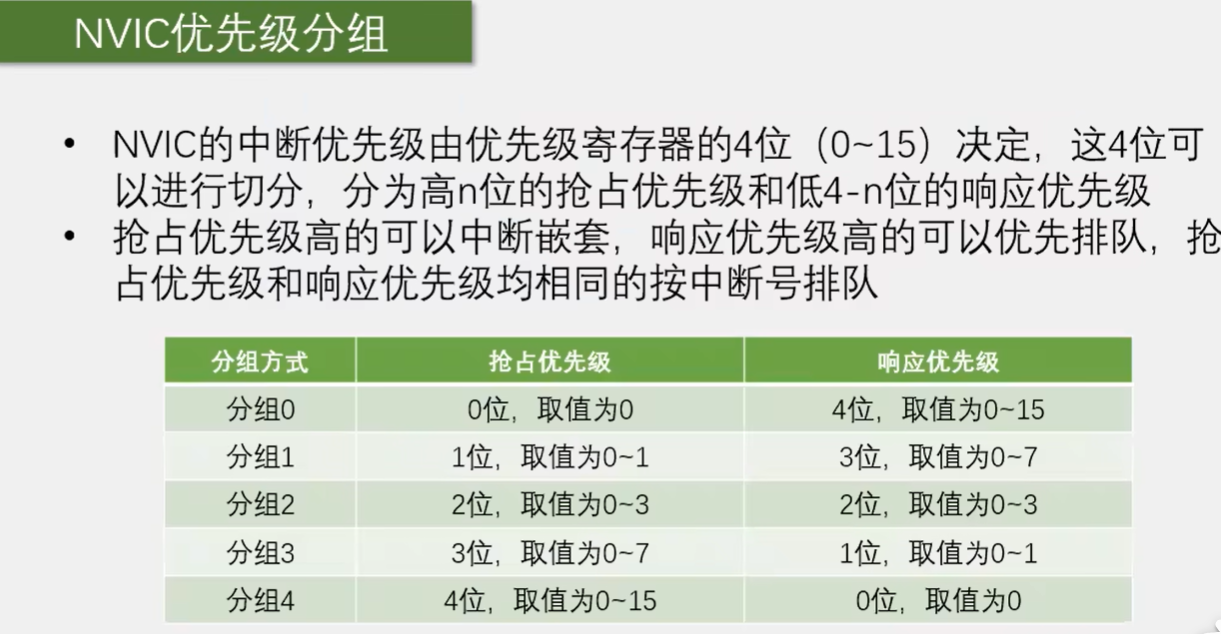 NVIC优先级分组
• NVIC的中断优先级由优先级寄存器的4位（0~15）决定，这4位可
以进行切分，分为高n位的抢占优先级和低4-n位的响应优先级
• 抢占优先级高的可以中断嵌套，响应优先级高的可以优先排队，抢
占优先级和响应优先级均相同的按中断号排队
分组方式 抢占优先级 响应优先级
分组0 0位，取值为0 4位，取值为0~15
分组1 1位，取值为0~1 3位，取值为0~7
分组2 2位，取值为0~3 2位，取值为0~3
分组3 3位，取值为0~7 1位，取值为0~1
分组4 4位，取值为0~15 0位，取值为0